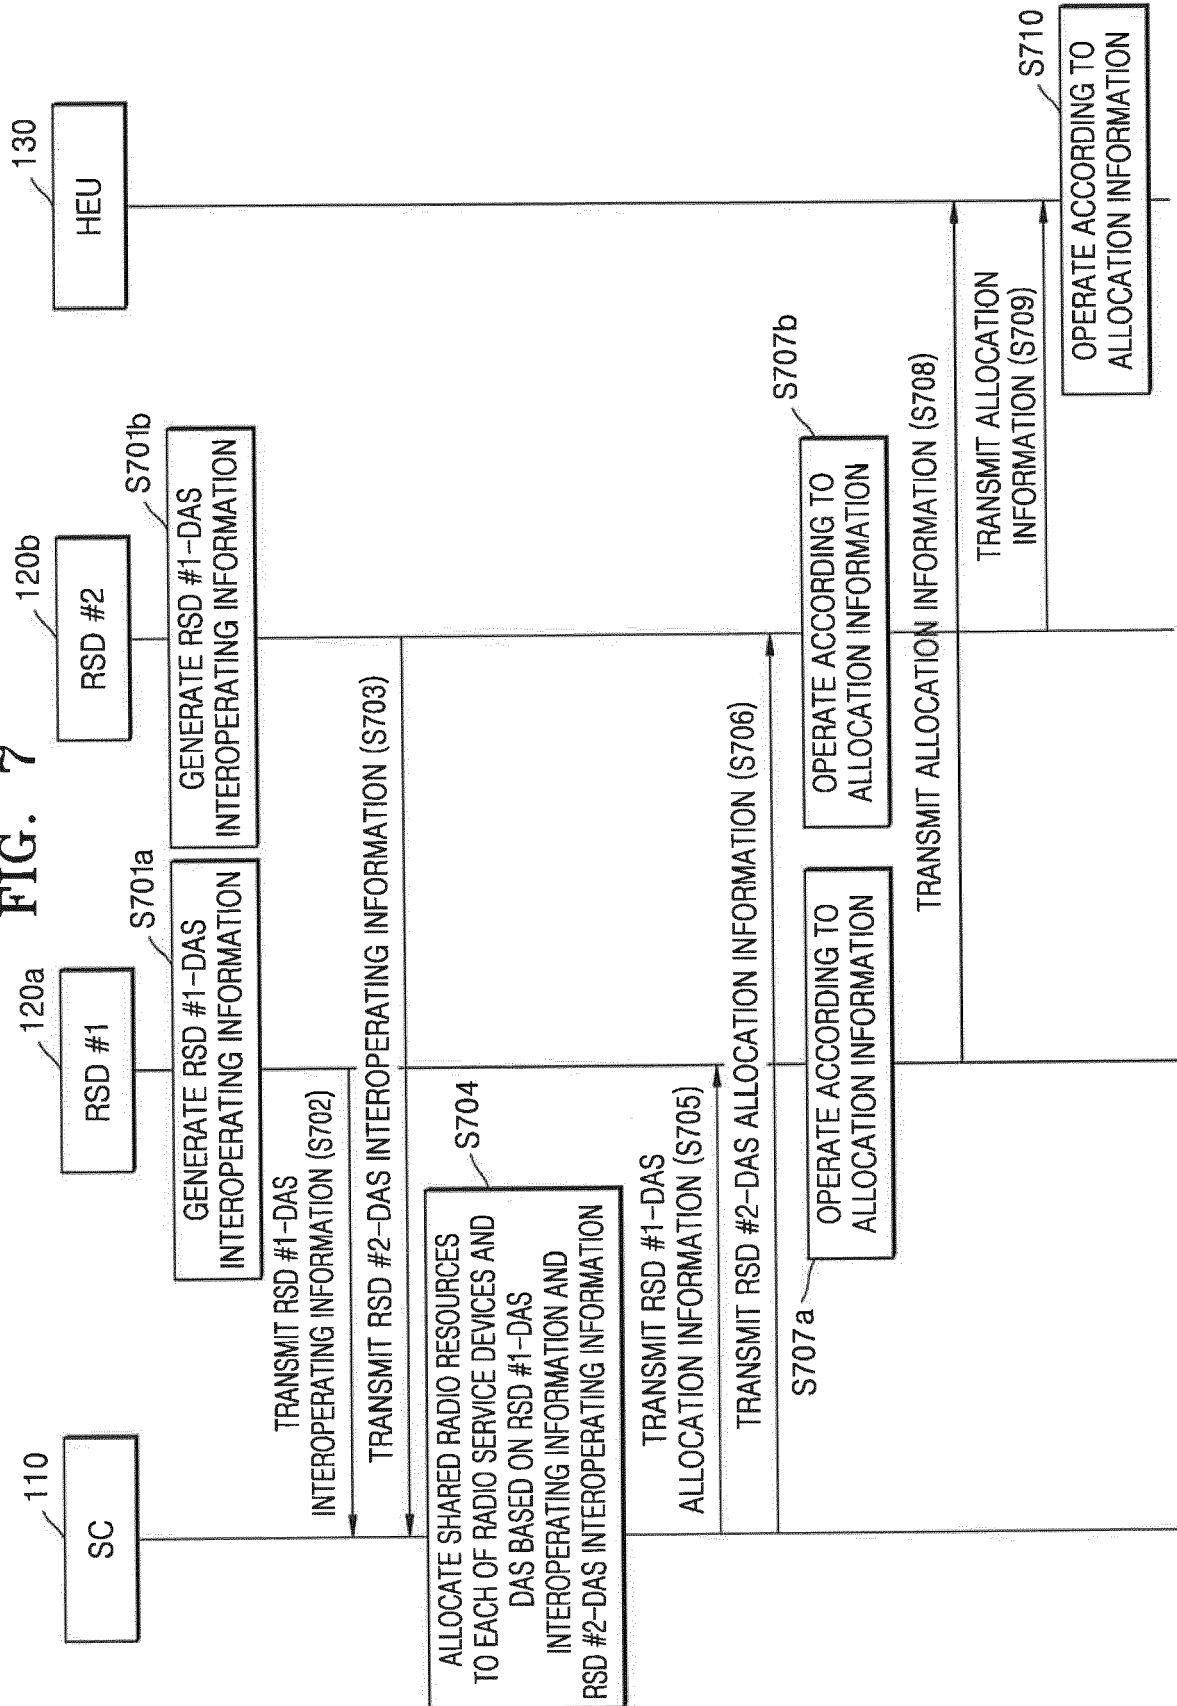 FIG. 7
110
SC
120a
RSD #1
120b
RSD #2
130
HEU
S701a
GENERATE RSD #1-DAS
INTEROPERATING INFORMATION
S701b
GENERATE RSD #1-DAS
INTEROPERATING INFORMATION
TRANSMIT RSD #1-DAS
INTEROPERATING INFORMATION (S702)
TRANSMIT RSD #2-DAS INTEROPERATING INFORMATION (S703)
S704
ALLOCATE SHARED RADIO RESOURCES
TO EACH OF RADIO SERVICE DEVICES AND
DAS BASED ON RSD #1-DAS
INTEROPERATING INFORMATION AND
RSD #2-DAS INTEROPERATING INFORMATION
TRANSMIT RSD #1-DAS
ALLOCATION INFORMATION (S705)
TRANSMIT RSD #2-DAS ALLOCATION INFORMATION (S706)
S707a
OPERATE ACCORDING TO
ALLOCATION INFORMATION
S707b
OPERATE ACCORDING TO
ALLOCATION INFORMATION
TRANSMIT ALLOCATION INFORMATION (S708)
TRANSMIT ALLOCATION
INFORMATION (S709)
S710
OPERATE ACCORDING TO
ALLOCATION INFORMATION